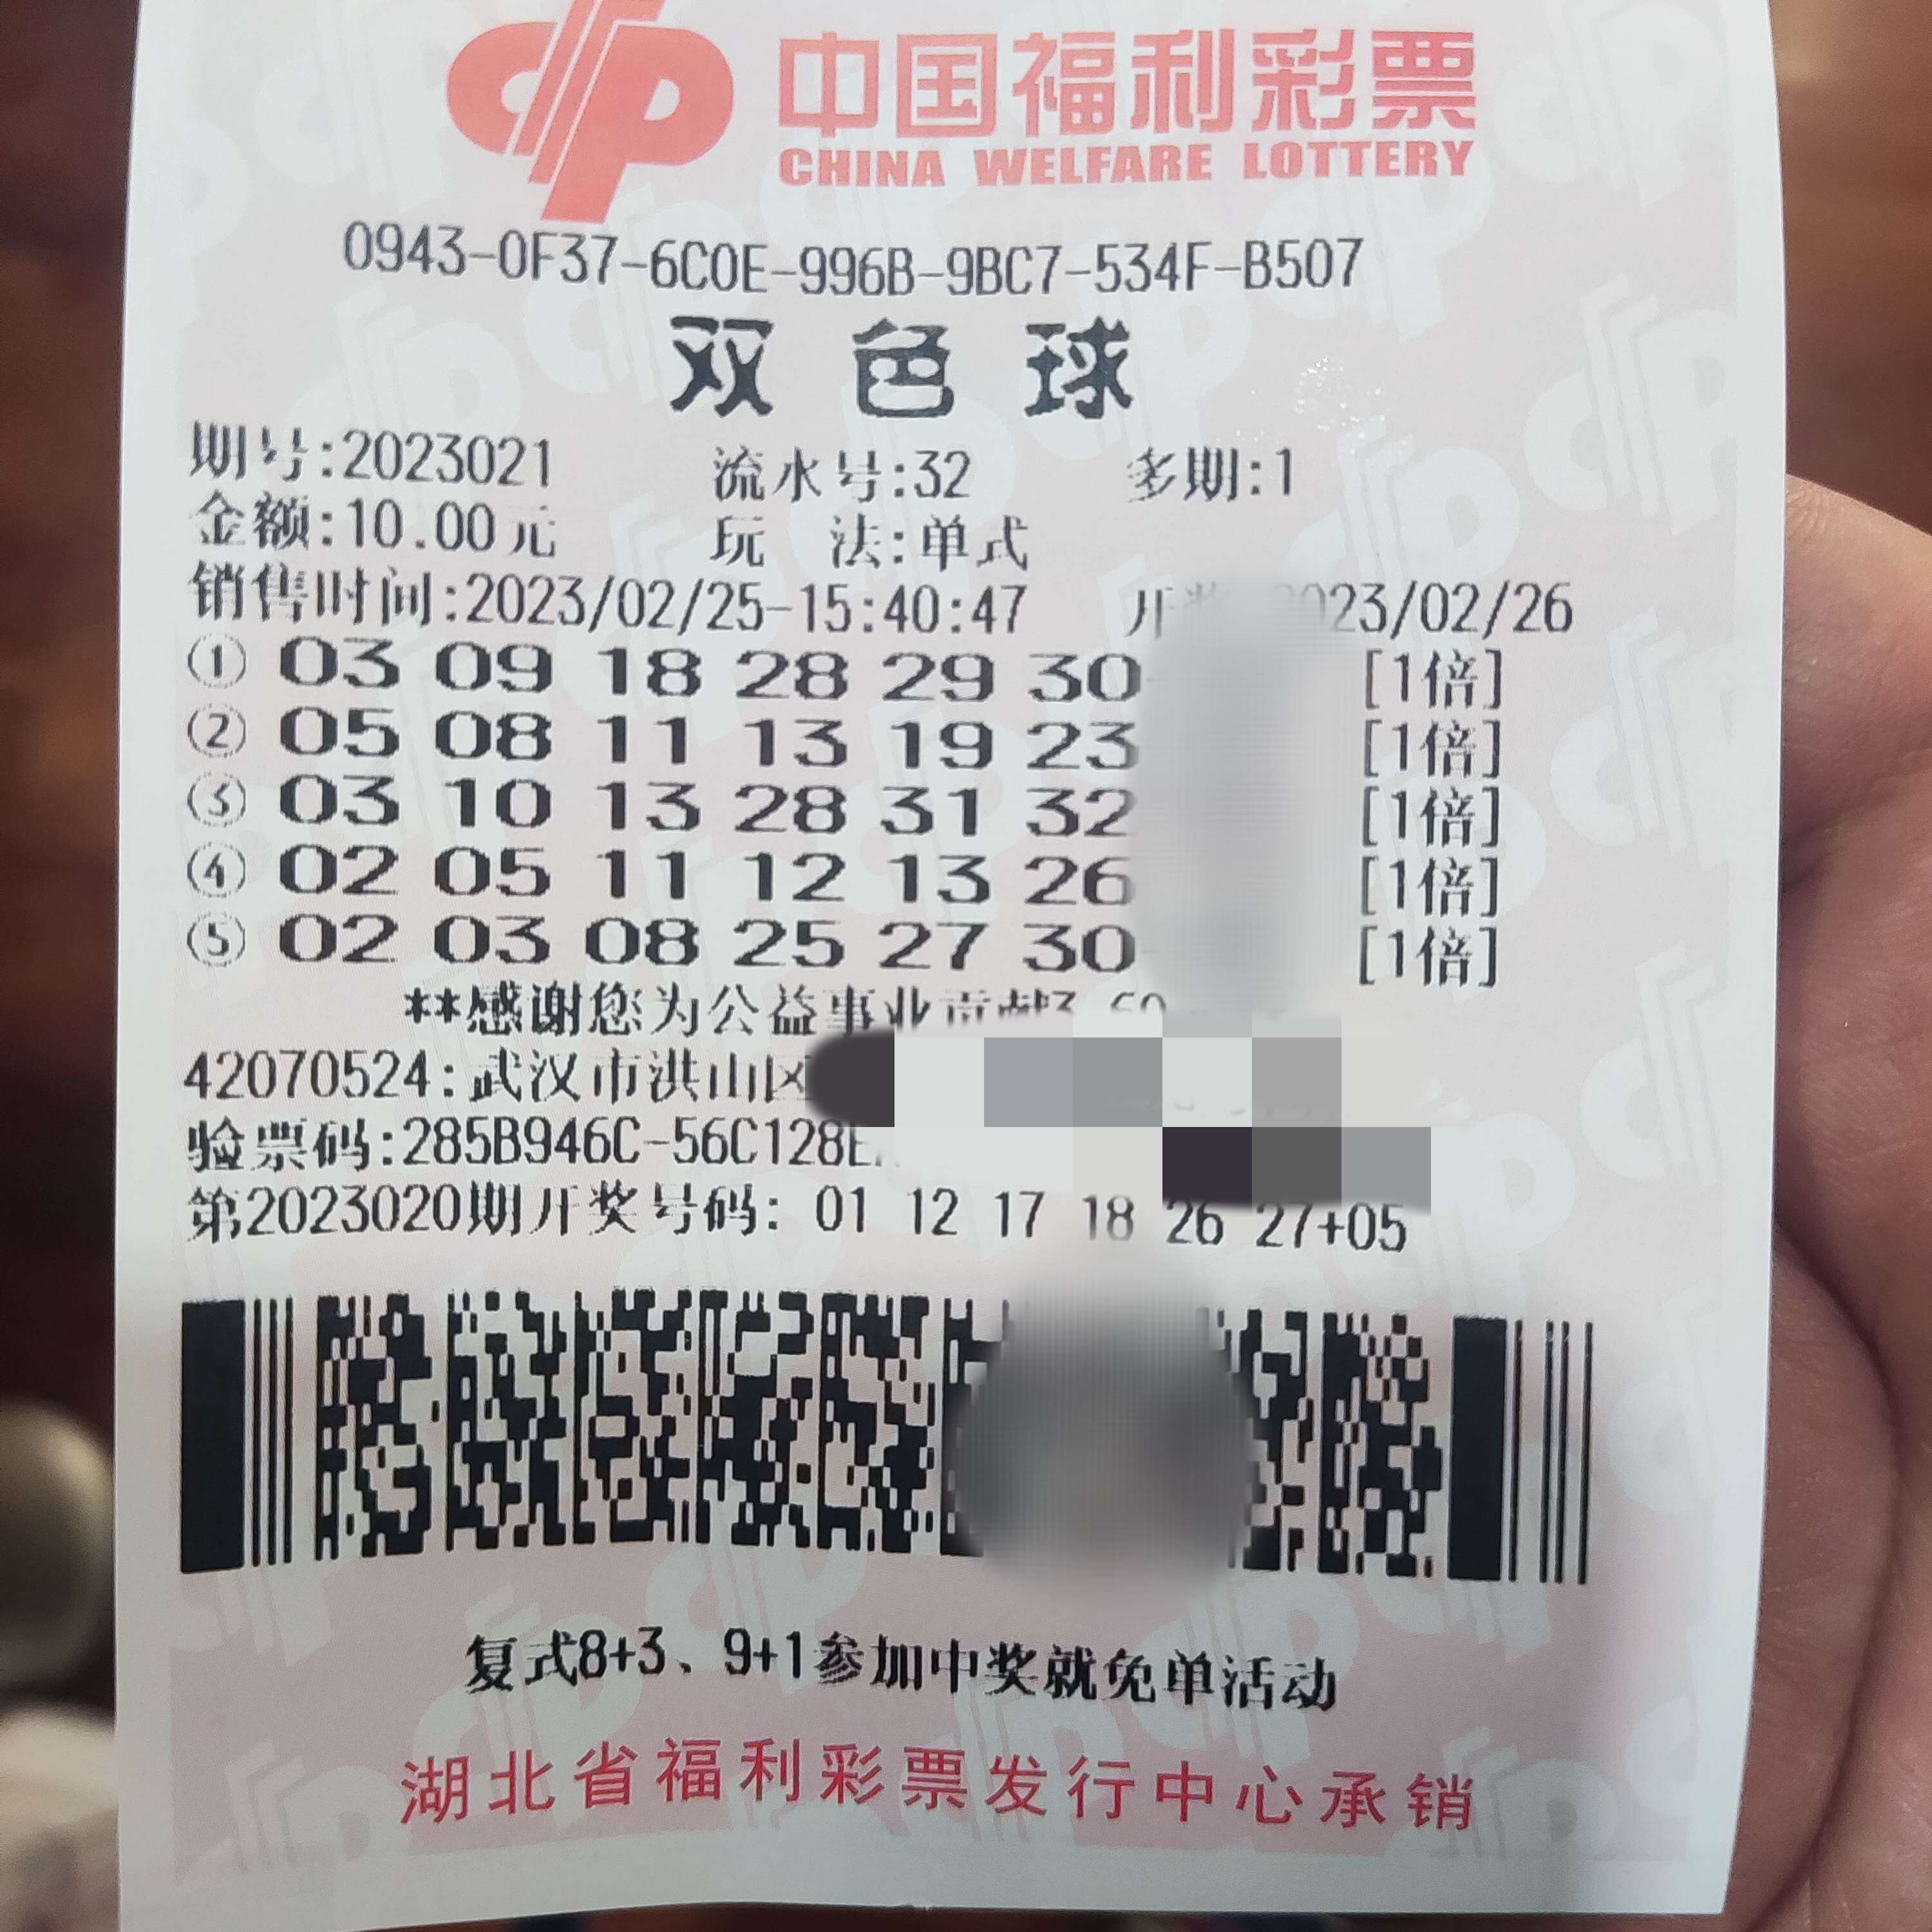 中国福利彩票
CHINA WELFARE LOTTERY
0943-0F37-6C0E-996B-9BC7-534F-B507
双色球
期号:2023021 流水号:32 多期:1
金额:10.00元 玩 法:单式
销售时间:2023/02/25-15:40:47 开 023/02/26
① 03 09 18 28 29 30 [1倍]
② 05 08 11 13 19 23 [1倍]
③ 03 10 13 28 31 32 [1倍]
④ 02 05 11 12 13 26 [1倍]
⑤ 02 03 08 25 27 30 [1倍]
**感谢您为公益事业贡献3.60
42070524:武汉市洪山区
验票码:285B946C-56C128E
第2023020期开奖号码: 01 12 17 18 26 27+05
复式8+3、9+1参加中奖就免单活动
湖北省福利彩票发行中心承销